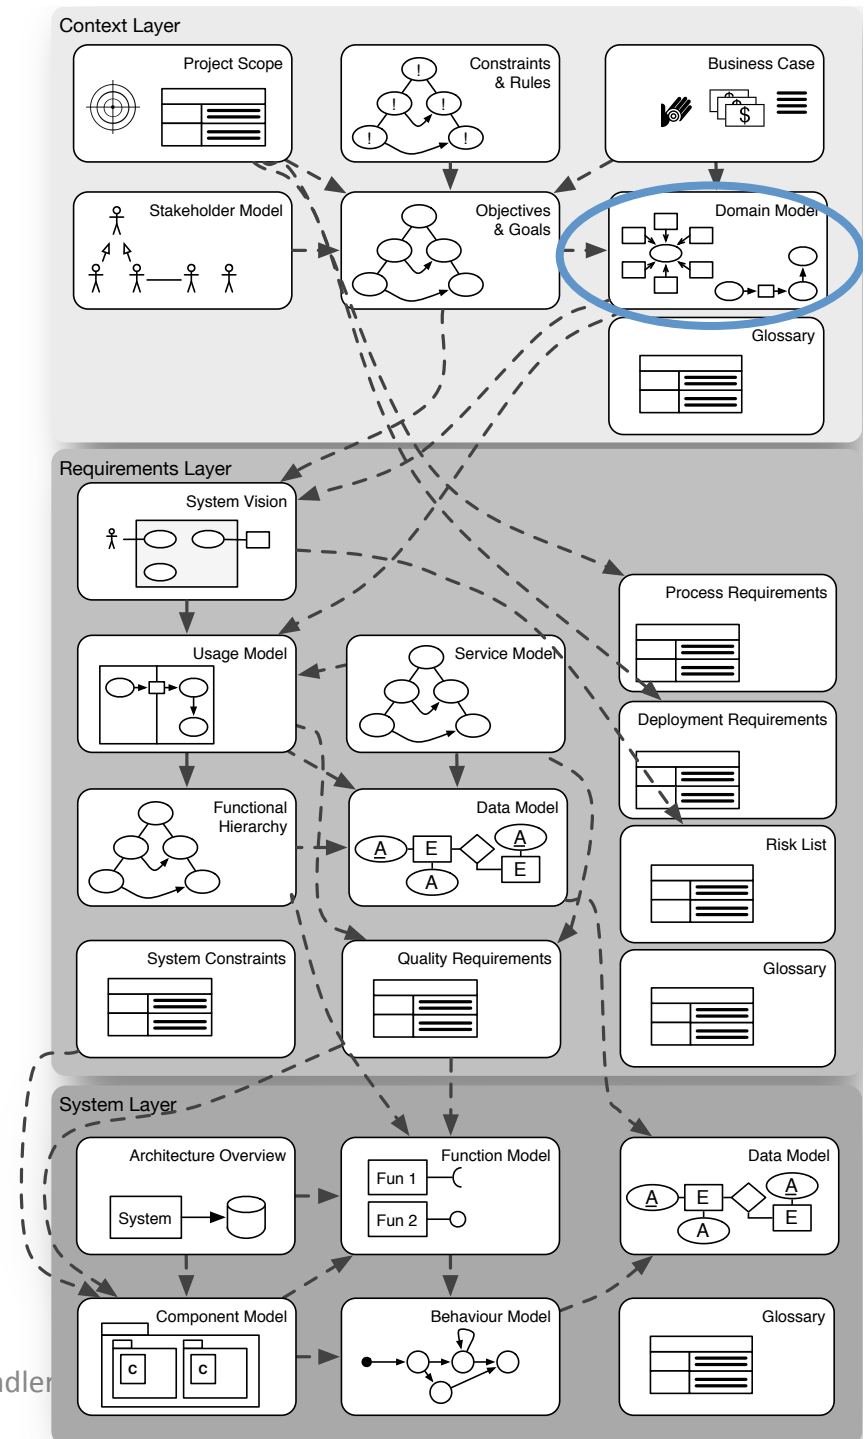 Context Layer
Project Scope
Constraints
& Rules
!
!
!
!
!
Business Case
$
Stakeholder Model
Objectives
& Goals
Domain Model
Glossary
Requirements Layer
System Vision
Process Requirements
Usage Model
Service Model
Deployment Requirements
Functional
Hierarchy
Data Model
A
E
A
A
E
Risk List
System Constraints
Quality Requirements
Glossary
System Layer
Architecture Overview
System
Function Model
Fun 1
Fun 2
Data Model
A
E
A
A
E
Component Model
C
C
Behaviour Model
Glossary
ndler